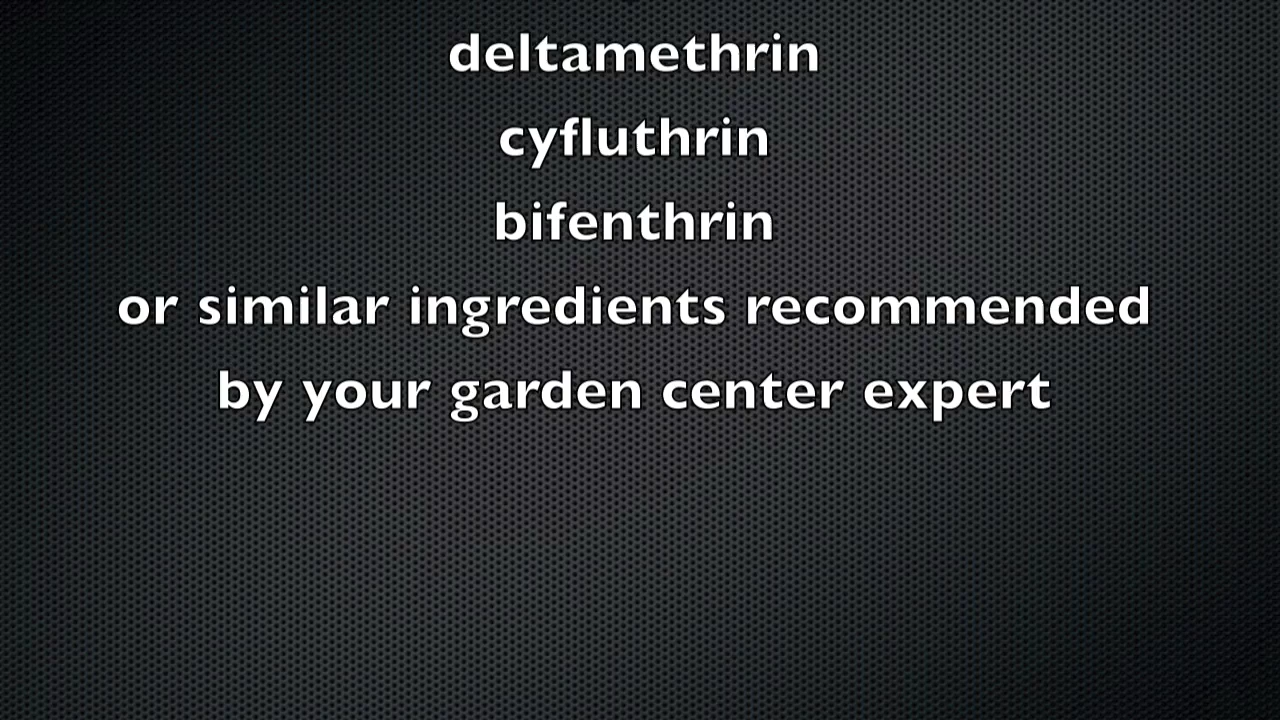 deltamethrin
cyfluthrin
bifenthrin
or similar ingredients recommended
by your garden center expert